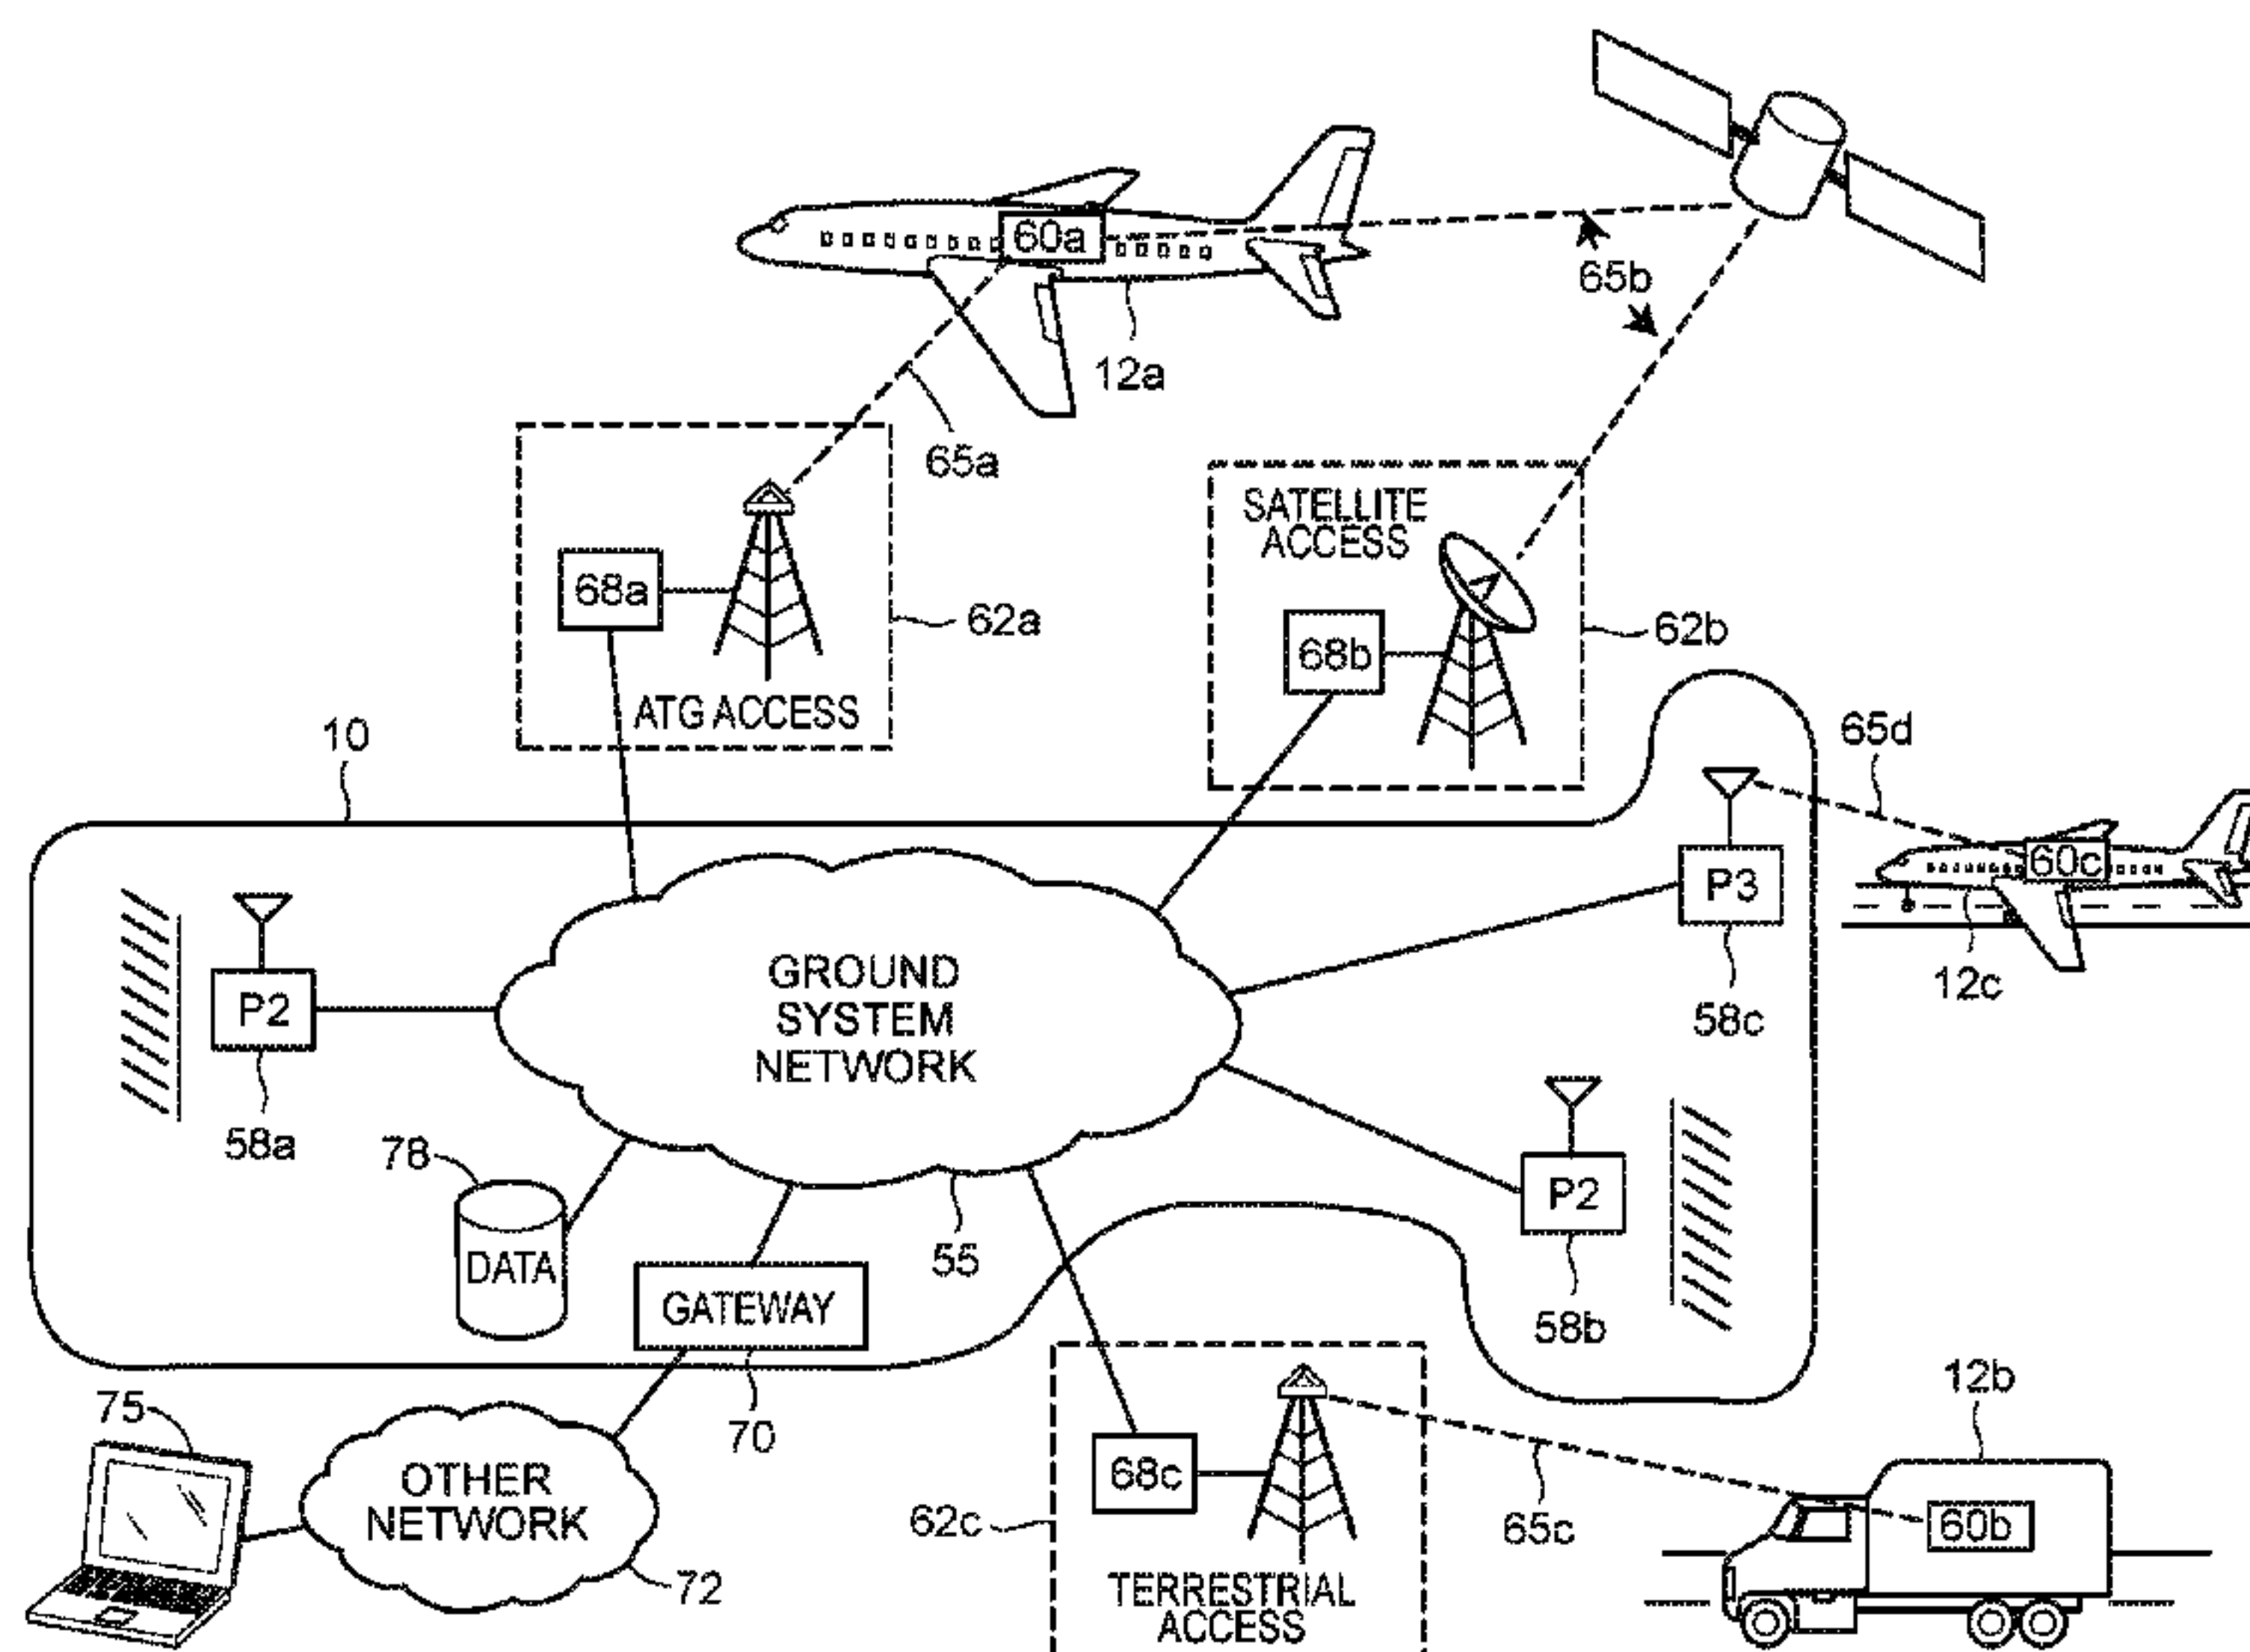 60a
65b
12a
65a
SATELLITE
ACCESS
68a
62a
68b
62b
ATG ACCESS
10
65d
P3
60c
GROUND
SYSTEM
NETWORK
P2
12c
58c
58a
78
P2
55
DATA
GATEWAY
58b
12b
75
70
OTHER
NETWORK
68c
62c
65c
60b
72
TERRESTRIAL
ACCESS